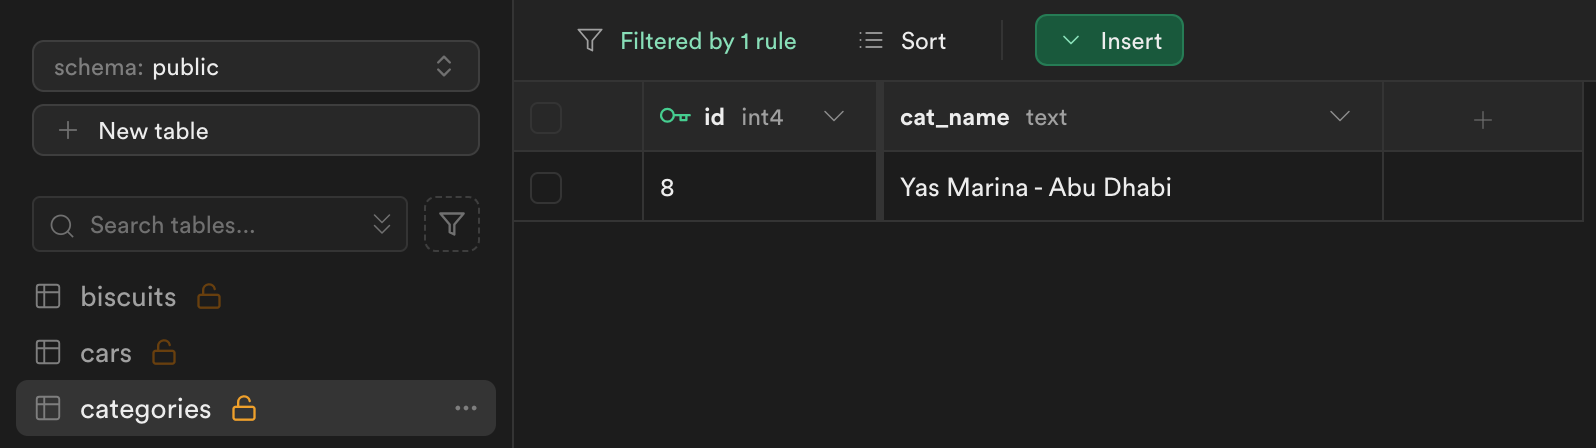 schema: public
New table
Search tables...
biscuits
cars
categories
Filtered by 1 rule
Sort
Insert
id int4
cat_name text
8
Yas Marina - Abu Dhabi